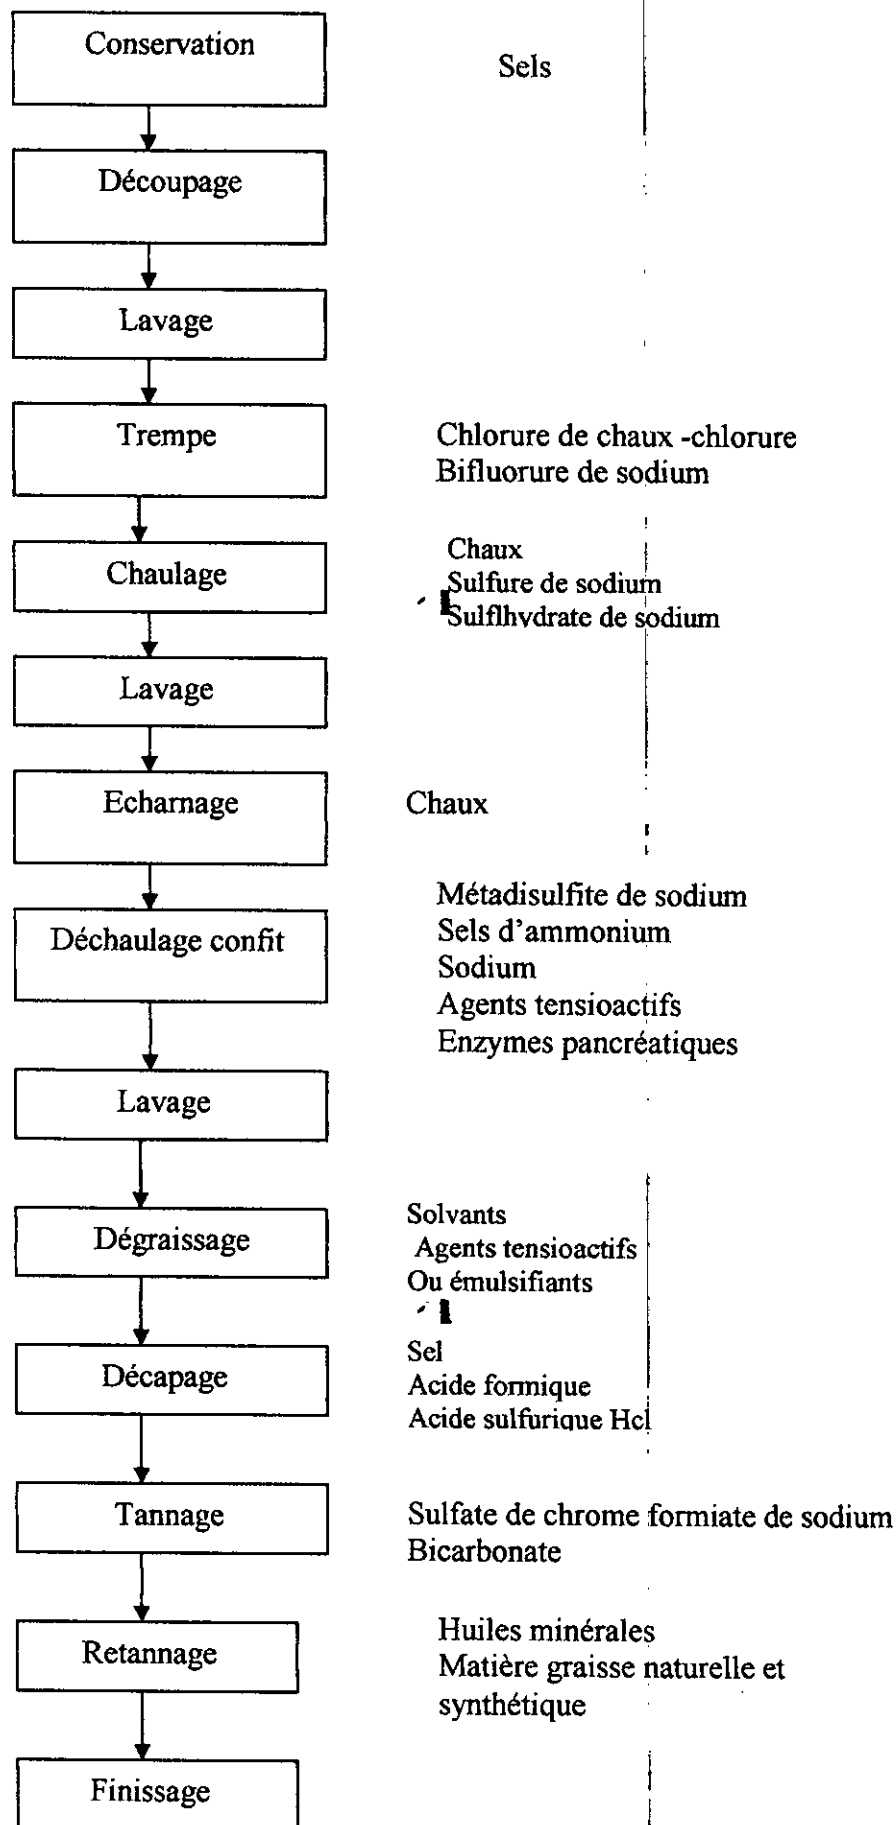 Conservation
Sels
Découpage
Lavage
Trempe
Chlorure de chaux -chlorure
Bifluorure de sodium
Chaulage
Chaux
Sulfure de sodium
Sulflhvdrate de sodium
Lavage
Echarnage
Chaux
Déchaulage confit
Métadisulfite de sodium
Sels d'ammonium
Sodium
Agents tensioactifs
Enzymes pancréatiques
Lavage
Dégraissage
Solvants
Agents tensioactifs
Ou émulsifiants
Décapage
Sel
Acide formique
Acide sulfurique Hcl
Tannage
Sulfate de chrome formiate de sodium
Bicarbonate
Retannage
Huiles minérales
Matière graisse naturelle et
synthétique
Finissage